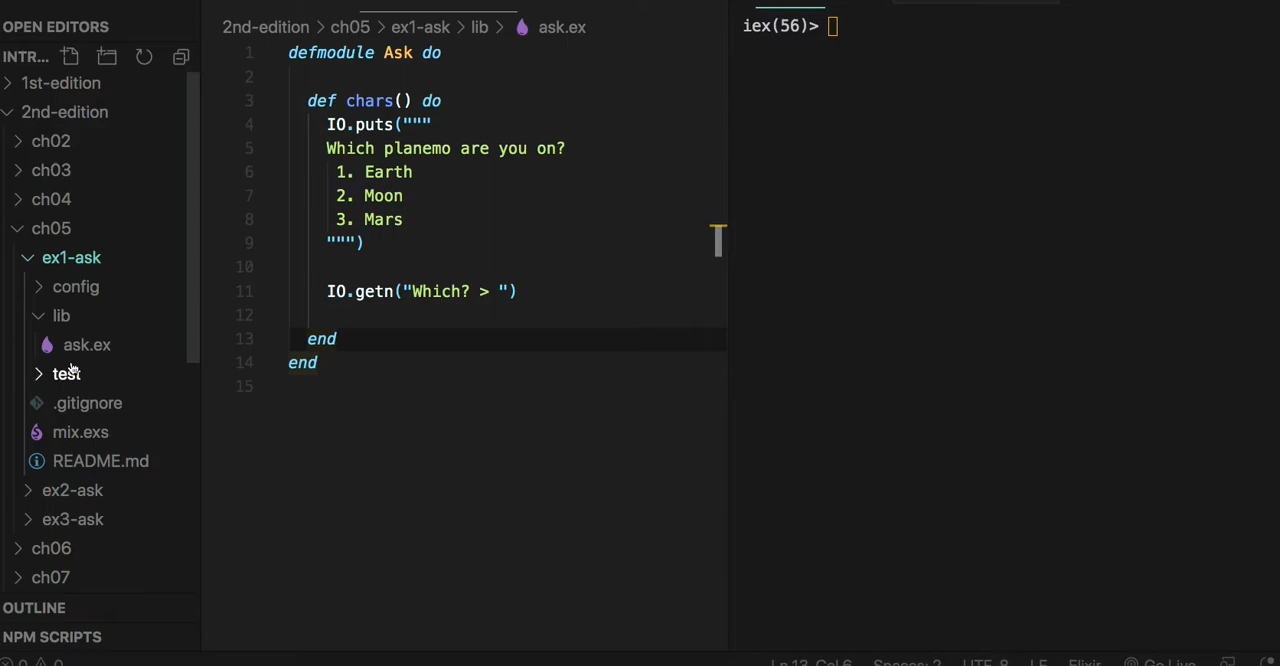 OPEN EDITORS
INTR...
1st-edition
2nd-edition
ch02
ch03
ch04
ch05
ex1-ask
config
lib
ask.ex
test
.gitignore
mix.exs
README.md
ex2-ask
ex3-ask
ch06
ch07
OUTLINE
NPM SCRIPTS
2nd-edition > ch05 > ex1-ask > lib > ask.ex
1 defmodule Ask do
2
3 def chars() do
4 IO.puts("""
5 Which planemo are you on?
6 1. Earth
7 2. Moon
8 3. Mars
9 """)
10
11 IO.getn("Which? > ")
12
13 end
14 end
15
iex(56)>
0 0
Ln 13, Col 6 Spaces: 2 UTF-8 LF Elixir Go Live